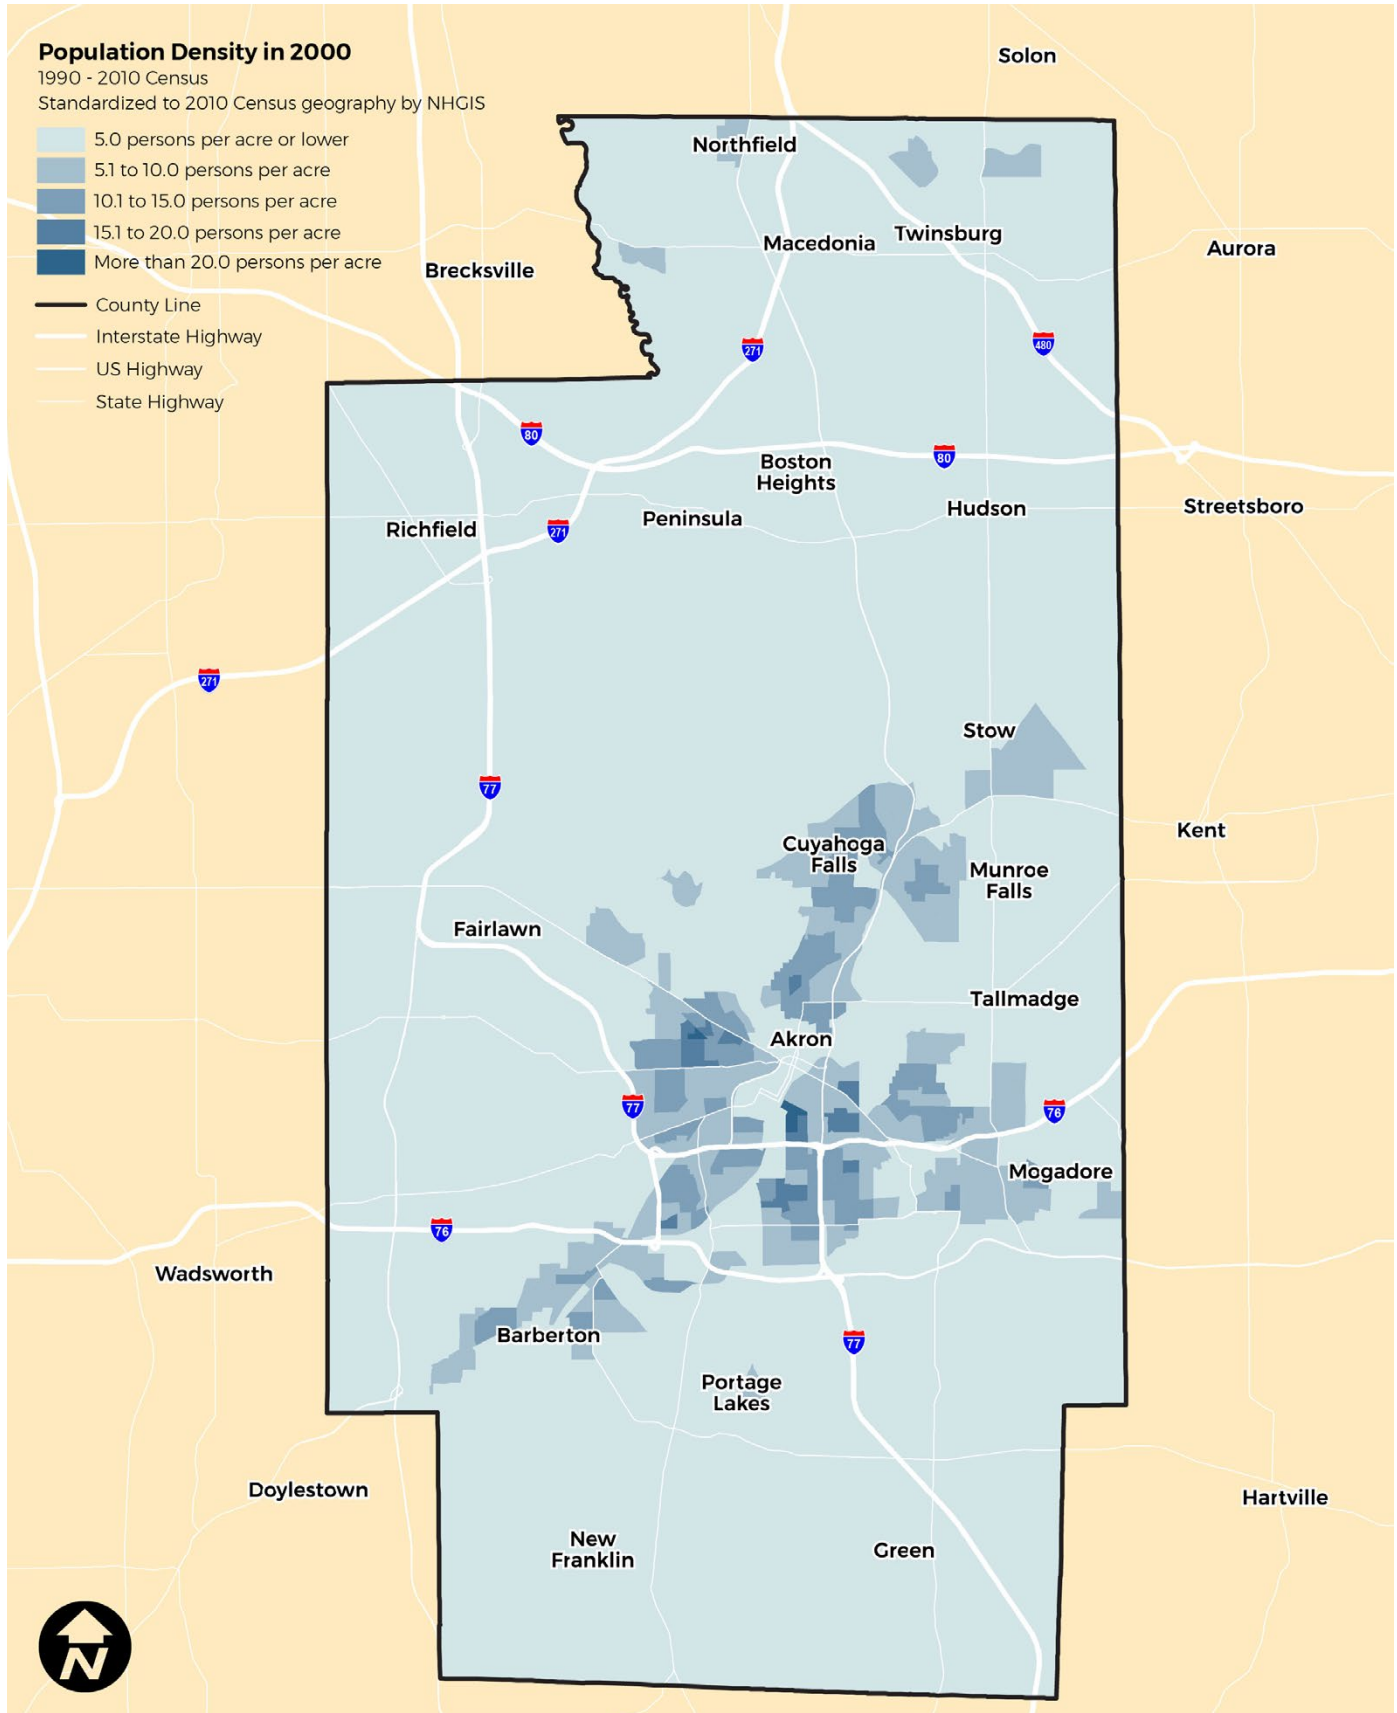 Population Density in 2000
1990 - 2010 Census
Standardized to 2010 Census geography by NHGIS
5.0 persons per acre or lower
5.1 to 10.0 persons per acre
10.1 to 15.0 persons per acre
15.1 to 20.0 persons per acre
More than 20.0 persons per acre
County Line
Interstate Highway
US Highway
State Highway
Solon
Northfield
Twinsburg
Macedonia
Aurora
Brecksville
271
480
80
80
Boston
Heights
Streetsboro
Hudson
Peninsula
Richfield
271
271
Stow
77
Kent
Cuyahoga
Falls
Munroe
Falls
Fairlawn
Tallmadge
Akron
77
76
Mogadore
76
Wadsworth
Barberton
77
Portage
Lakes
Doylestown
Hartville
New
Franklin
Green
N